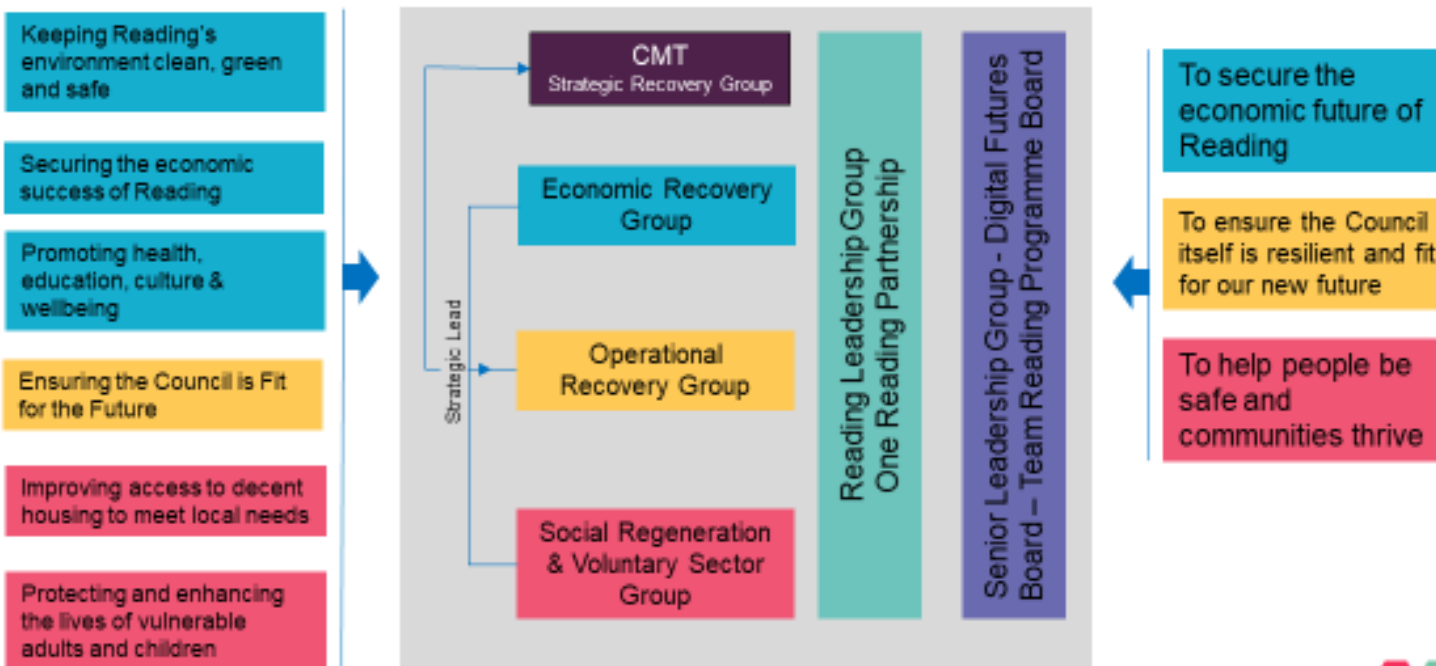 Keeping Reading's
environment clean, green
and safe
Securing the economic
success of Reading
Promoting health,
education, culture &
wellbeing
Ensuring the Council is Fit
for the Future
Improving access to decent
housing to meet local needs
Protecting and enhancing
the lives of vulnerable
adults and children
CMT
Strategic Recovery Group
Economic Recovery
Group
Strategic Lead
Operational
Recovery Group
Social Regeneration
& Voluntary Sector
Group
Reading Leadership Group
One Reading Partnership
Senior Leadership Group - Digital Futures
Board – Team Reading Programme Board
To secure the
economic future of
Reading
To ensure the Council
itself is resilient and fit
for our new future
To help people be
safe and
communities thrive